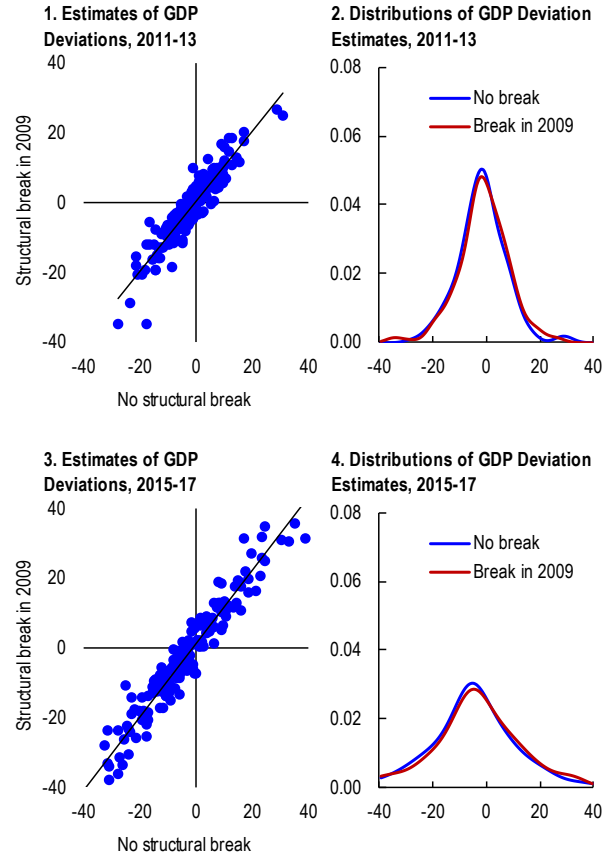 1. Estimates of GDP
Deviations, 2011-13
Structural break in 2009
40
20
0
-20
-40
-40 -20 0 20 40
No structural break
2. Distributions of GDP Deviation
Estimates, 2011-13
0.08
0.06
0.04
0.02
0.00
No break
Break in 2009
-40 -20 0 20 40
3. Estimates of GDP
Deviations, 2015-17
Structural break in 2009
40
20
0
-20
-40
-40 -20 0 20 40
No structural break
4. Distributions of GDP Deviation
Estimates, 2015-17
0.08
0.06
0.04
0.02
0.00
No break
Break in 2009
-40 -20 0 20 40